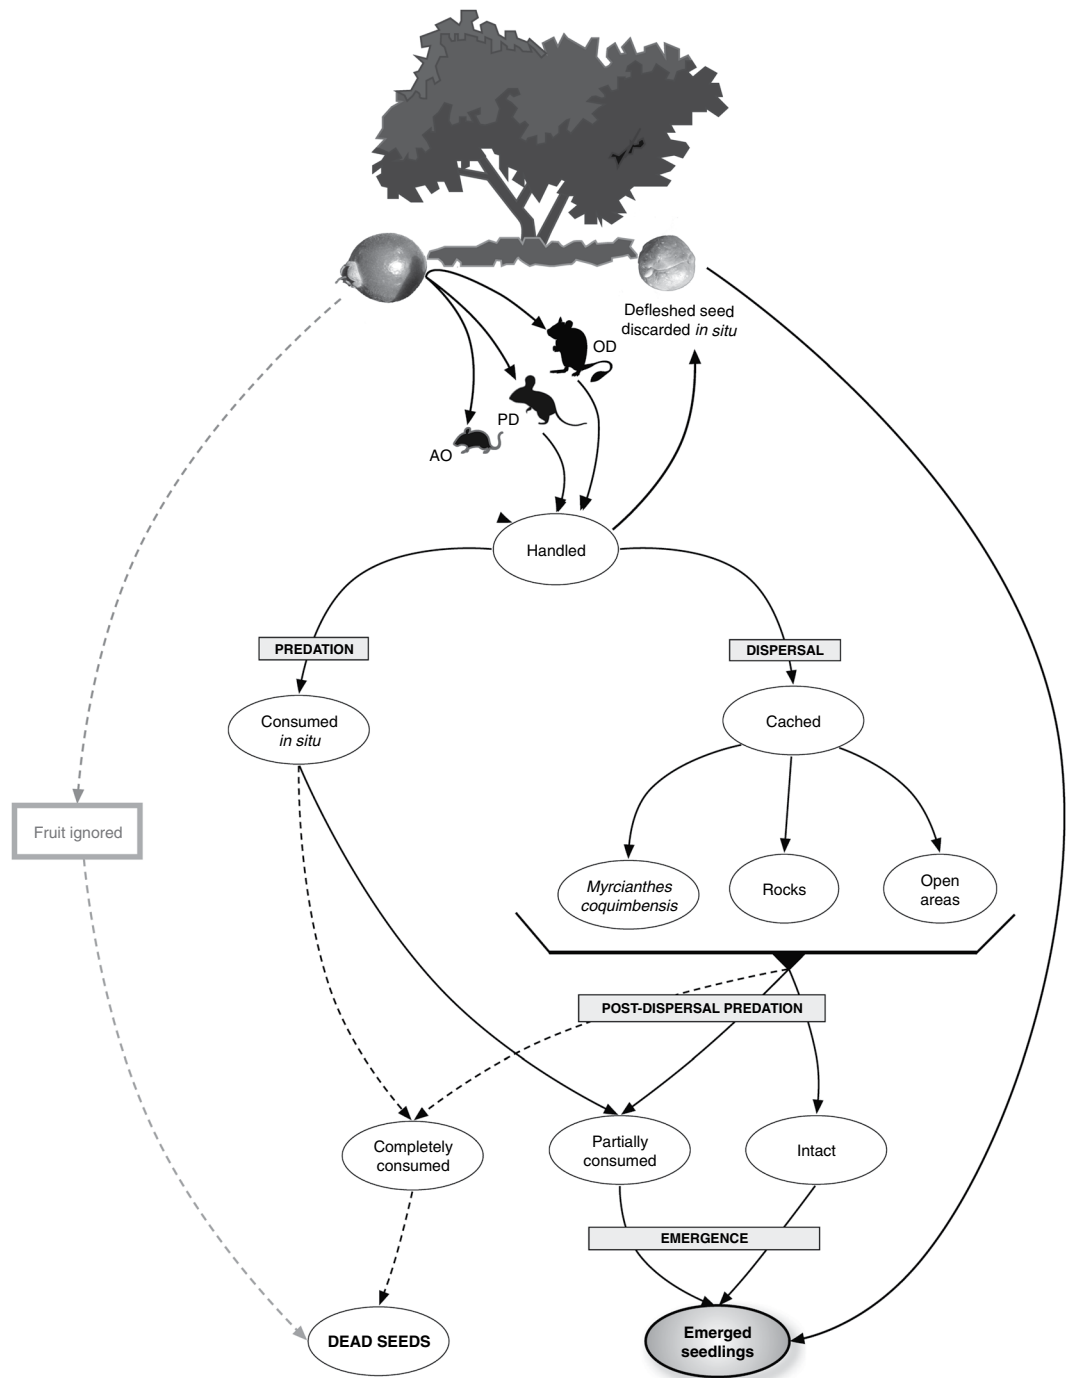 Defleshed seed
discarded in situ
OD
PD
AO
Handled
PREDATION
DISPERSAL
Consumed
in situ
Cached
Fruit ignored
Myrcianthes
coquimbensis
Rocks
Open
areas
POST-DISPERSAL PREDATION
Completely
consumed
Partially
consumed
Intact
EMERGENCE
DEAD SEEDS
Emerged
seedlings